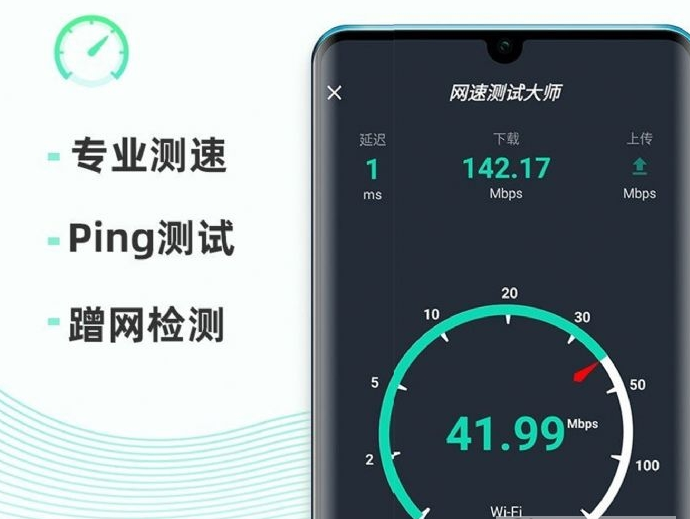 专业测速
Ping测试
蹭网检测
网速测试大师
延迟 下载 上传
1 142.17
ms Mbps Mbps
20
10 30
5 50
41.99 Mbps
2 100
Wi-Fi